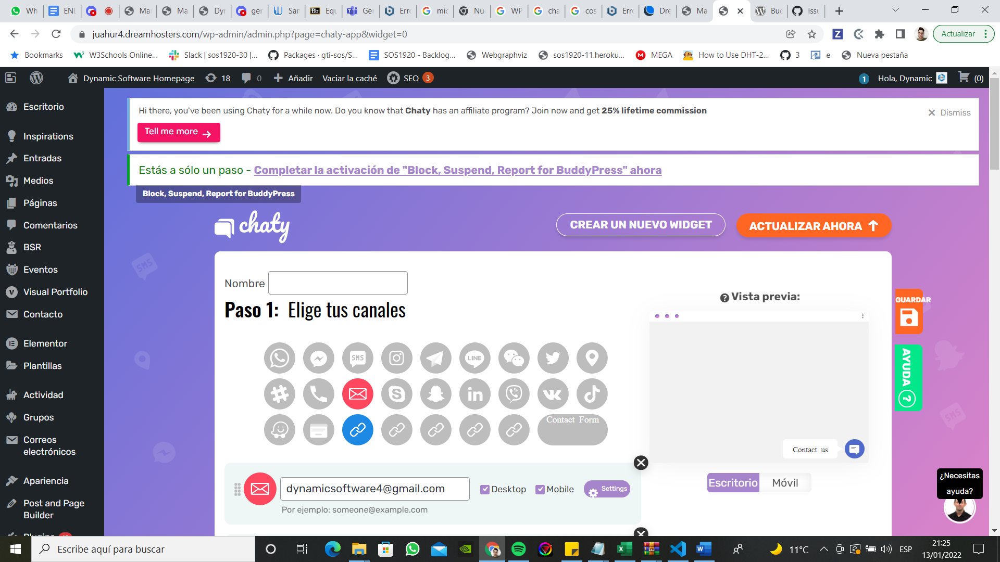 Wh
ENI
Mar
Ma
Dyn
ger
San
Equ
Ger
Erro
mic
Nue
WP
cha
cos
Erro
Dre
Ma
Buc
Issu
juahur4.dreamhosters.com/wp-admin/admin.php?page=chaty-app&widget=0
Actualizar
Bookmarks
W3Schools Online...
Slack | sos1920-30 |...
Packages · gti-sos/S...
SOS1920 - Backlog...
Webgraphviz
sos1920-11.heroku...
MEGA
How to Use DHT-2...
3
e
Nueva pestaña
Dynamic Software Homepage
18
0
Añadir
Vaciar la caché
SEO
3
1
Hola, Dynamic
(0)
Escritorio
Inspirations
Entradas
Medios
Páginas
Comentarios
BSR
Eventos
Visual Portfolio
Contacto
Elementor
Plantillas
Actividad
Grupos
Correos
electrónicos
Apariencia
Post and Page
Builder
Plugins
Hi there, you've been using Chaty for a while now. Do you know that Chaty has an affiliate program? Join now and get 25% lifetime commission
Dismiss
Tell me more
Estás a sólo un paso - Completar la activación de "Block, Suspend, Report for BuddyPress" ahora
Block, Suspend, Report for BuddyPress
chaty
CREAR UN NUEVO WIDGET
ACTUALIZAR AHORA
Nombre
Paso 1: Elige tus canales
SMS
LINE
Contact Form
dynamicsoftware4@gmail.com
Desktop
Mobile
Settings
Por ejemplo: someone@example.com
Vista previa:
Contact us
Escritorio
Móvil
GUARDAR
AYUDA
¿Necesitas
ayuda?
Escribe aquí para buscar
11°C
ESP
21:25
13/01/2022